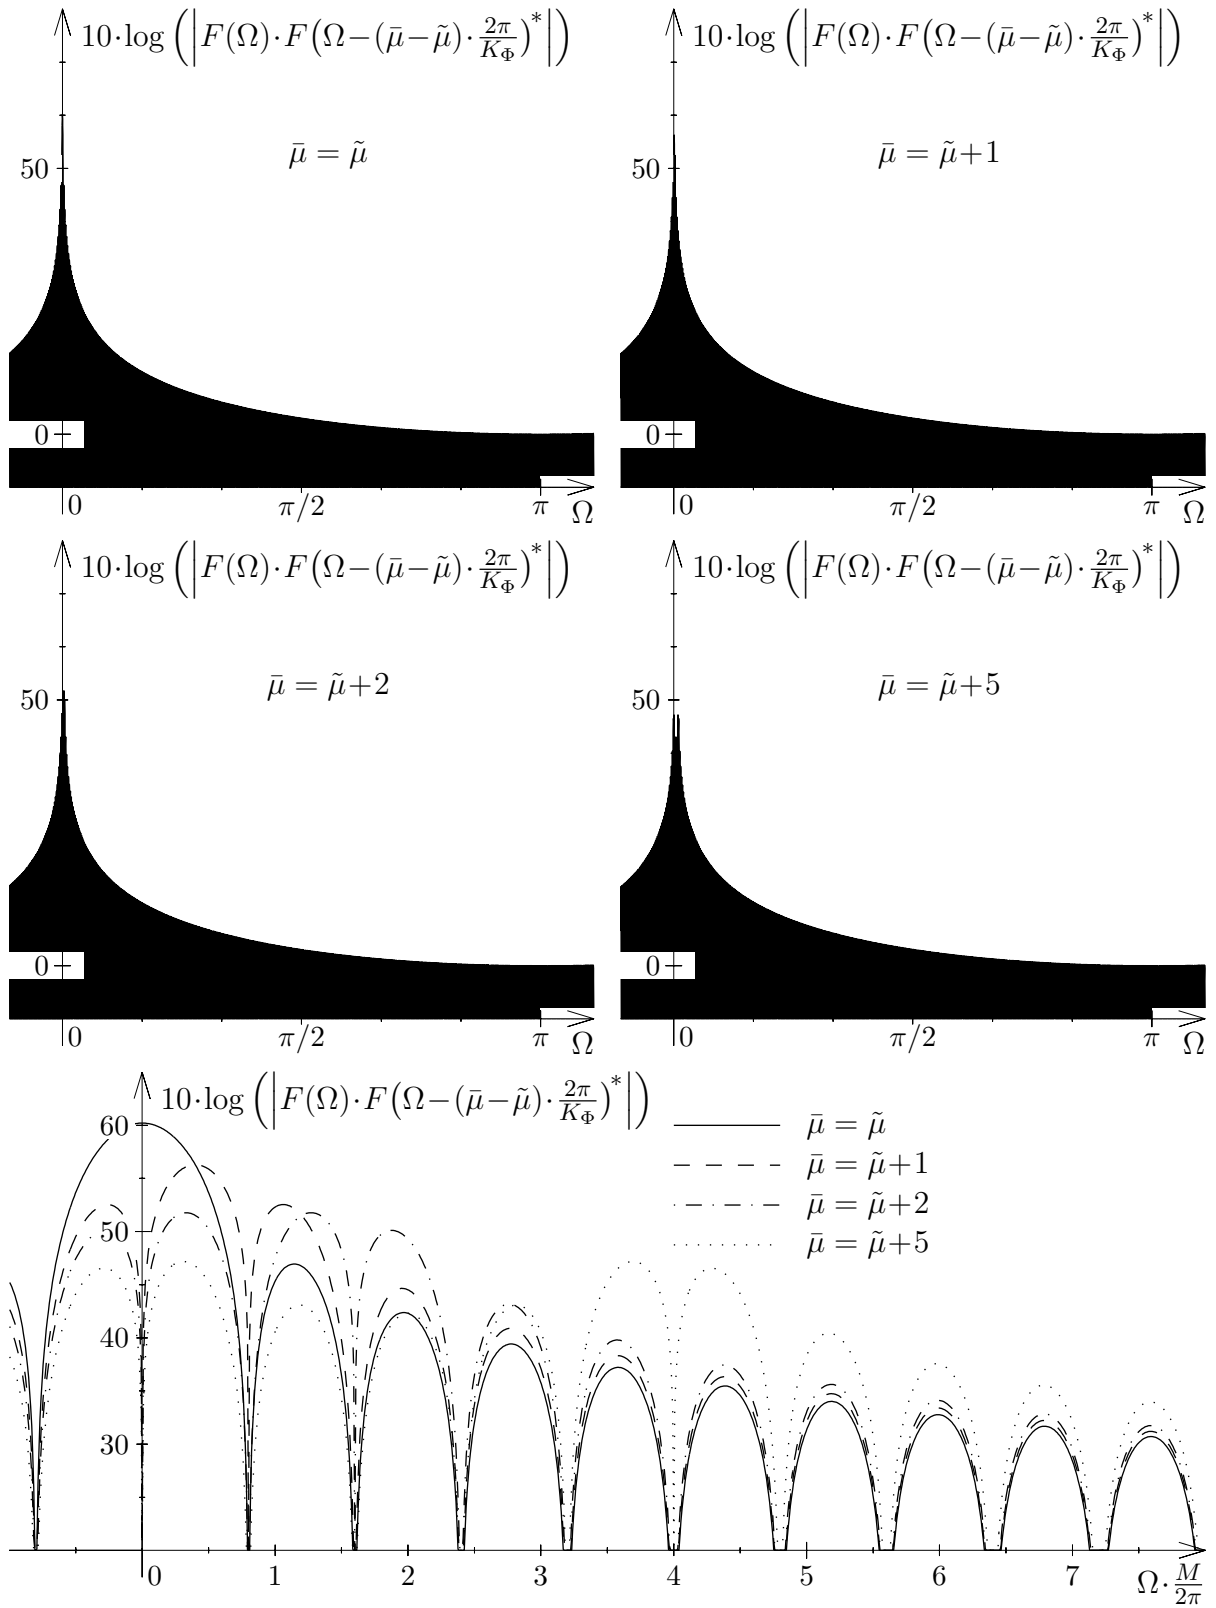 10·log(|F(Ω)·F(Ω−(μ̄−μ̃)·2π/K_Φ)*|)
μ̄ = μ̃
50
0
0 π/2 π Ω
10·log(|F(Ω)·F(Ω−(μ̄−μ̃)·2π/K_Φ)*|)
μ̄ = μ̃+1
50
0
0 π/2 π Ω
10·log(|F(Ω)·F(Ω−(μ̄−μ̃)·2π/K_Φ)*|)
μ̄ = μ̃+2
50
0
0 π/2 π Ω
10·log(|F(Ω)·F(Ω−(μ̄−μ̃)·2π/K_Φ)*|)
μ̄ = μ̃+5
50
0
0 π/2 π Ω
10·log(|F(Ω)·F(Ω−(μ̄−μ̃)·2π/K_Φ)*|)
μ̄ = μ̃
μ̄ = μ̃+1
μ̄ = μ̃+2
μ̄ = μ̃+5
60
50
40
30
0 1 2 3 4 5 6 7 Ω·M/2π